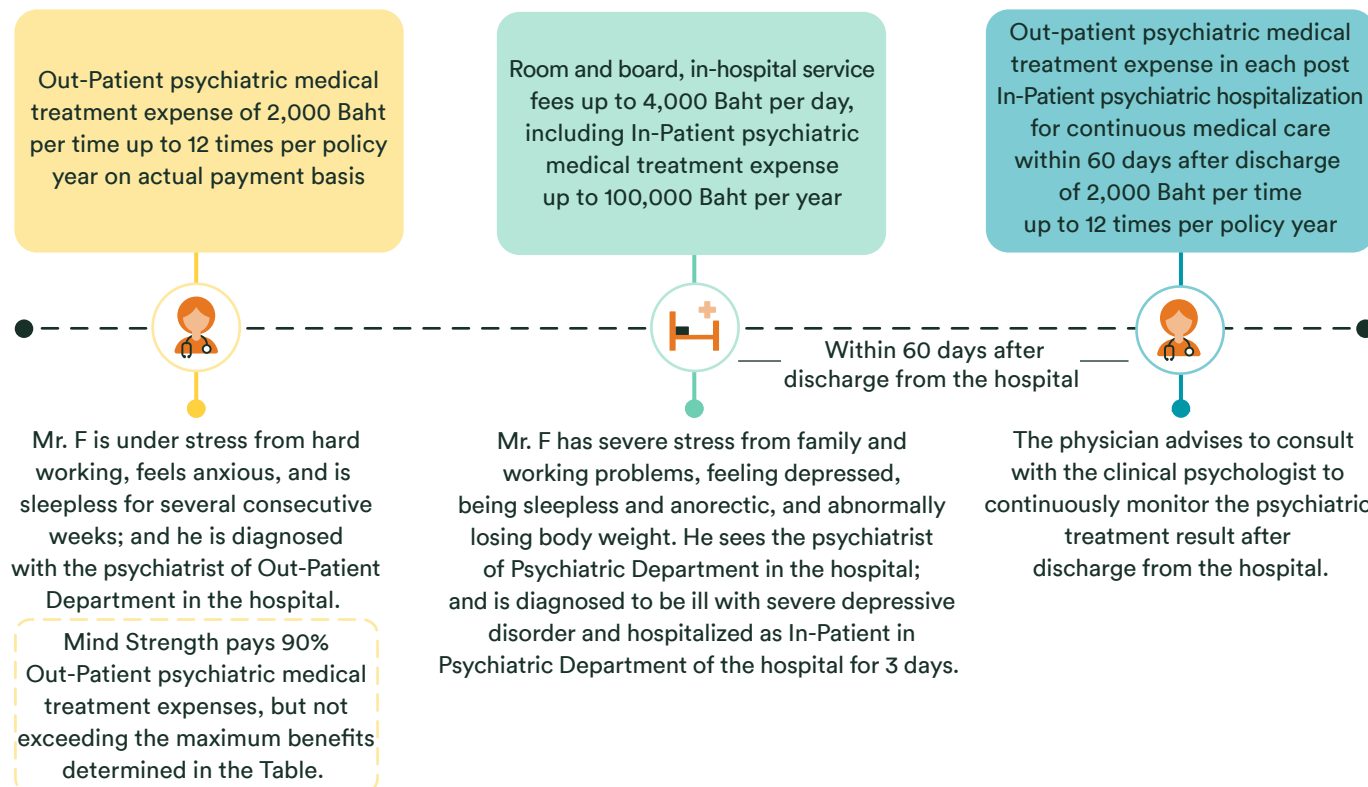 Out-Patient psychiatric medical
treatment expense of 2,000 Baht
per time up to 12 times per policy
year on actual payment basis
Room and board, in-hospital service
fees up to 4,000 Baht per day,
including In-Patient psychiatric
medical treatment expense
up to 100,000 Baht per year
Out-patient psychiatric medical
treatment expense in each post
In-Patient psychiatric hospitalization
for continuous medical care
within 60 days after discharge
of 2,000 Baht per time
up to 12 times per policy year
Within 60 days after
discharge from the hospital
Mr. F is under stress from hard
working, feels anxious, and is
sleepless for several consecutive
weeks; and he is diagnosed
with the psychiatrist of Out-Patient
Department in the hospital.
Mind Strength pays 90%
Out-Patient psychiatric medical
treatment expenses, but not
exceeding the maximum benefits
determined in the Table.
Mr. F has severe stress from family and
working problems, feeling depressed,
being sleepless and anorectic, and abnormally
losing body weight. He sees the psychiatrist
of Psychiatric Department in the hospital;
and is diagnosed to be ill with severe depressive
disorder and hospitalized as In-Patient in
Psychiatric Department of the hospital for 3 days.
The physician advises to consult
with the clinical psychologist to
continuously monitor the psychiatric
treatment result after
discharge from the hospital.